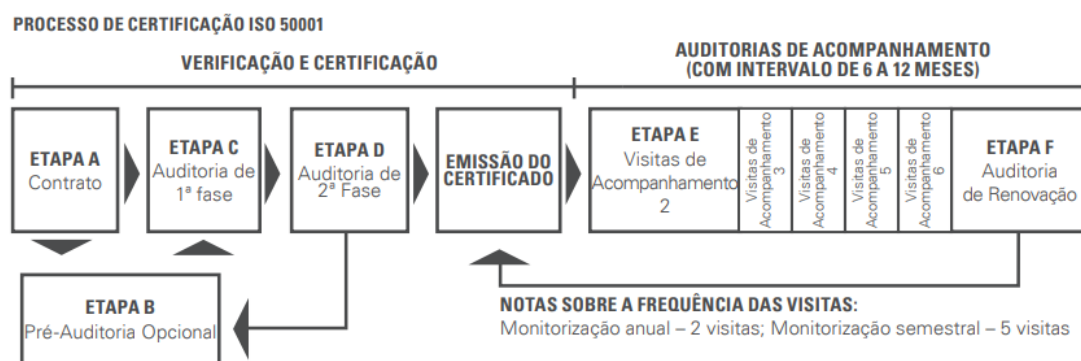 PROCESSO DE CERTIFICAÇÃO ISO 50001
VERIFICAÇÃO E CERTIFICAÇÃO
AUDITORIAS DE ACOMPANHAMENTO
(COM INTERVALO DE 6 A 12 MESES)
ETAPA A
Contrato
ETAPA C
Auditoria de
1ª fase
ETAPA D
Auditoria de
2ª Fase
EMISSÃO DO
CERTIFICADO
ETAPA E
Visitas de
Acompanhamento
2
Visitas de
Acompanhamento
3
Visitas de
Acompanhamento
4
Visitas de
Acompanhamento
5
Visitas de
Acompanhamento
6
ETAPA F
Auditoria
de Renovação
ETAPA B
Pré-Auditoria Opcional
NOTAS SOBRE A FREQUÊNCIA DAS VISITAS:
Monitorização anual – 2 visitas; Monitorização semestral – 5 visitas